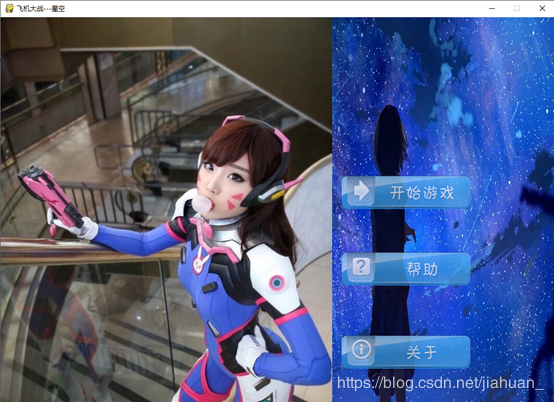 飞机大战---星空
开始游戏
帮助
关于
https://blog.csdn.net/jiahuan_